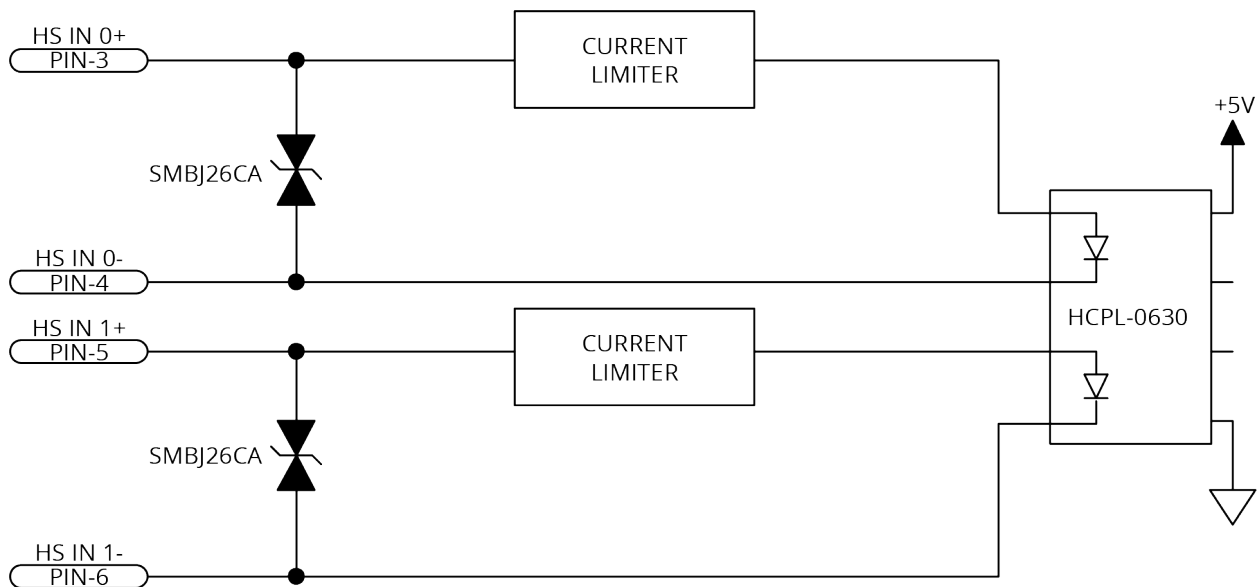 HS IN 0+
PIN-3
CURRENT
LIMITER
+5V
SMBJ26CA
HS IN 0-
PIN-4
HCPL-0630
HS IN 1+
PIN-5
CURRENT
LIMITER
SMBJ26CA
HS IN 1-
PIN-6